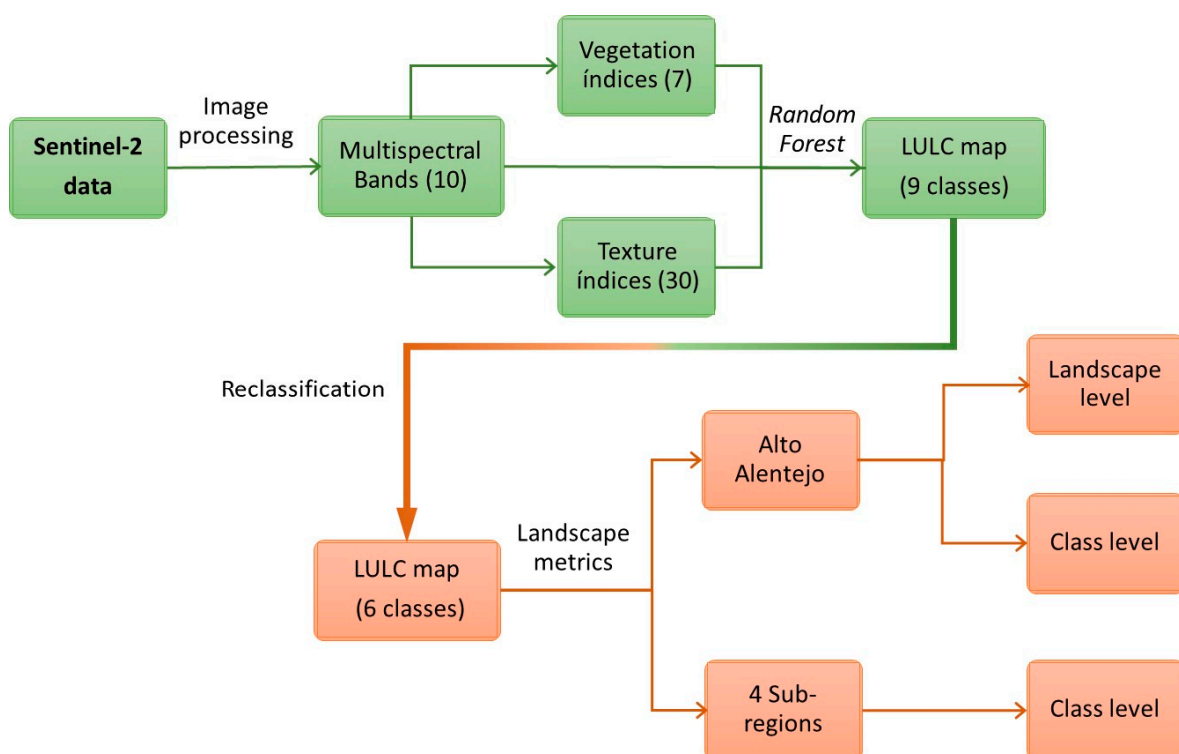 Vegetation
índices (7)
Image
processing
Random
Forest
Sentinel-2
data
Multispectral
Bands (10)
LULC map
(9 classes)
Texture
índices (30)
Reclassification
Landscape
level
Alto
Alentejo
Landscape
metrics
Class level
LULC map
(6 classes)
4 Sub-
regions
Class level